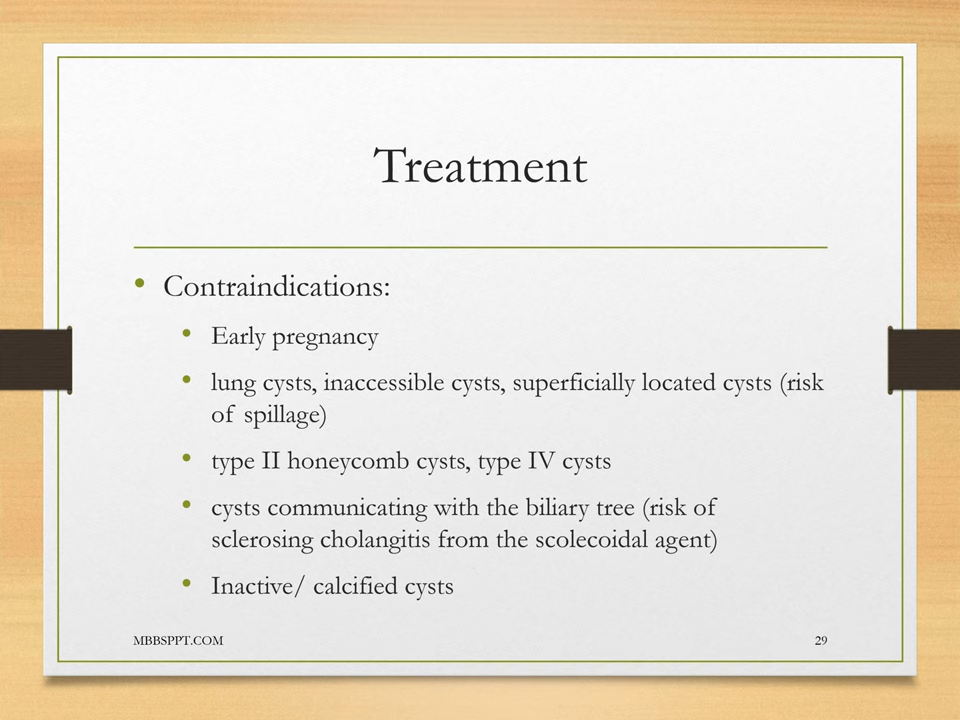 Treatment
• Contraindications:
• Early pregnancy
• lung cysts, inaccessible cysts, superficially located cysts (risk
of spillage)
• type II honeycomb cysts, type IV cysts
• cysts communicating with the biliary tree (risk of
sclerosing cholangitis from the scolecoidal agent)
• Inactive/ calcified cysts
MBBSPPT.COM 29